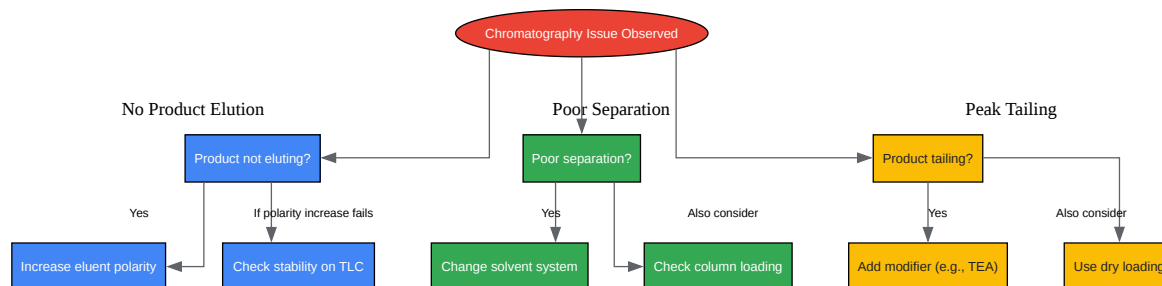 Chromatography Issue Observed
No Product Elution
Poor Separation
Peak Tailing
Product not eluting?
Poor separation?
Product tailing?
Yes
If polarity increase fails
Yes
Also consider
Yes
Also consider
Increase eluent polarity
Check stability on TLC
Change solvent system
Check column loading
Add modifier (e.g., TEA)
Use dry loading